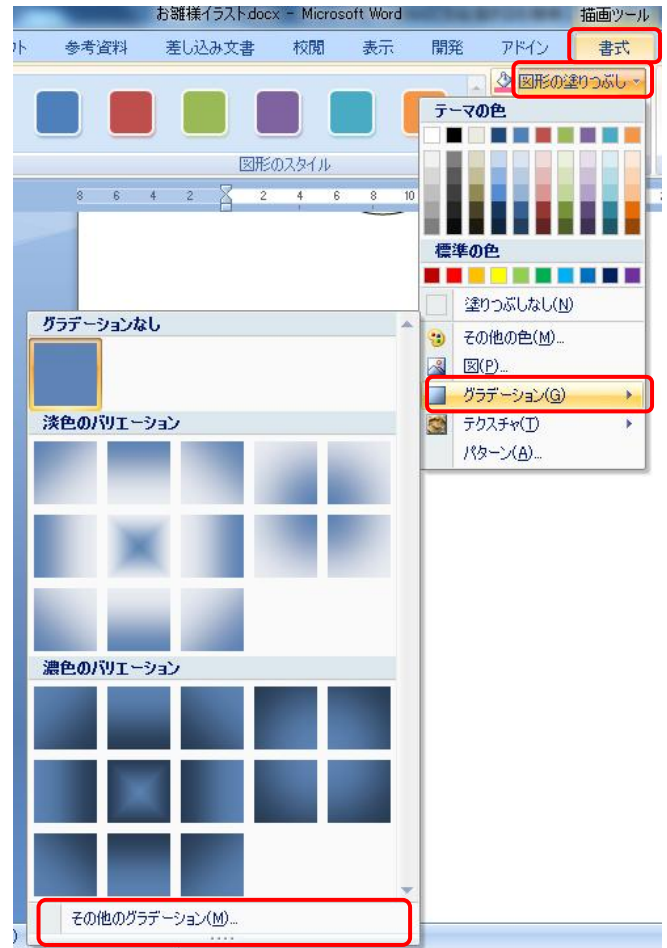 お雛様イラスト.docx - Microsoft Word 描画ツール
参考資料 差し込み文書 校閲 表示 開発 アドイン 書式
図形の塗りつぶし
図形のスタイル
8 6 4 2 2 4 6 8 10
テーマの色
標準の色
塗りつぶしなし(N)
その他の色(M)...
図(P)...
グラデーション(G)
テクスチャ(T)
パターン(A)...
グラデーションなし
淡色のバリエーション
濃色のバリエーション
その他のグラデーション(M)...